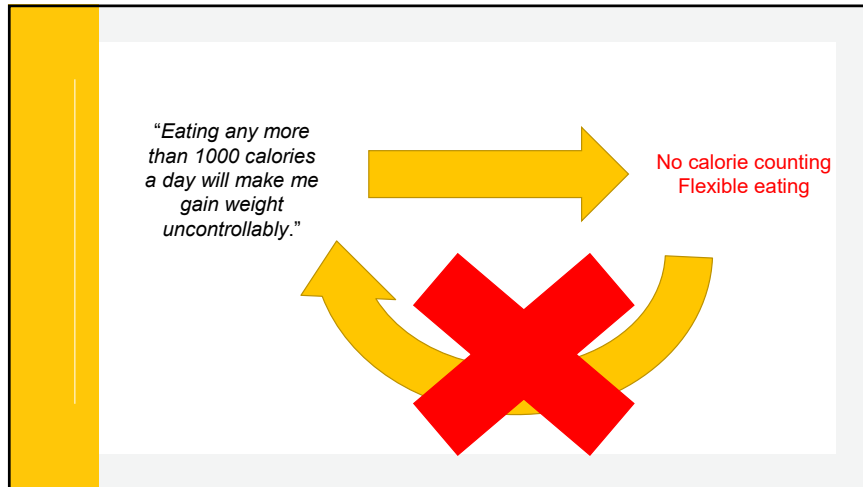 “Eating any more
than 1000 calories
a day will make me
gain weight
uncontrollably.”
No calorie counting
Flexible eating